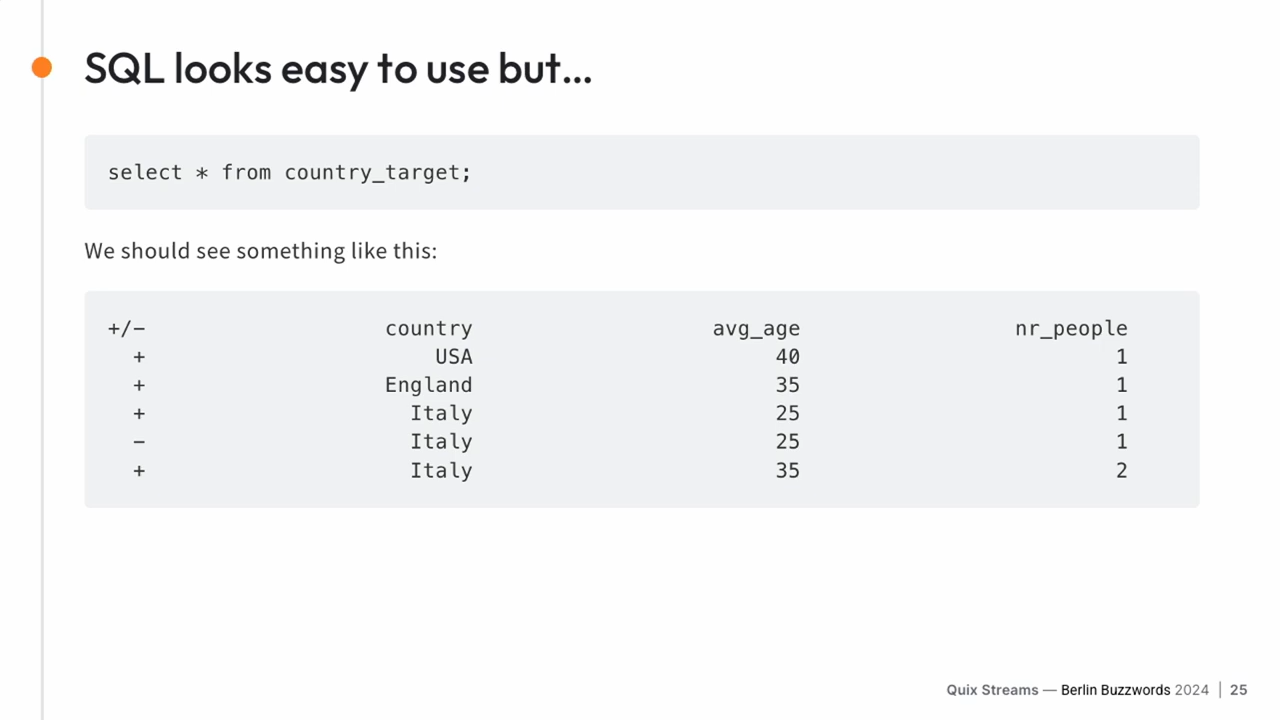 SQL looks easy to use but...
select * from country_target;
We should see something like this:
+/- country avg_age nr_people
+ USA 40 1
+ England 35 1
+ Italy 25 1
- Italy 25 1
+ Italy 35 2
Quix Streams — Berlin Buzzwords 2024 | 25